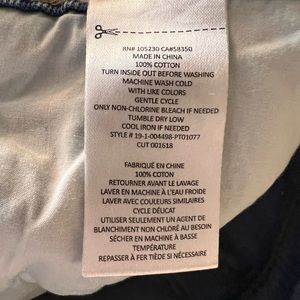 RN# 105230 CA#58350
MADE IN CHINA
100% COTTON
TURN INSIDE OUT BEFORE WASHING
MACHINE WASH COLD
WITH LIKE COLORS
GENTLE CYCLE
ONLY NON-CHLORINE BLEACH IF NEEDED
TUMBLE DRY LOW
COOL IRON IF NEEDED
STYLE # 19-1-004498-PT01077
CUT 001618
FABRIQUÉ EN CHINE
100% COTON
RETOURNER AVANT LE LAVAGE
LAVER EN MACHINE À L'EAU FROIDE
LAVER AVEC COULEURS SIMILAIRES
CYCLE DÉLICAT
UTILISER SEULEMENT UN AGENT DE
BLANCHIMENT NON CHLORÉ AU BESOIN
SÉCHER EN MACHINE À BASSE
TEMPÉRATURE
REPASSER À FER TIÈDE SI NÉCESSAIRE